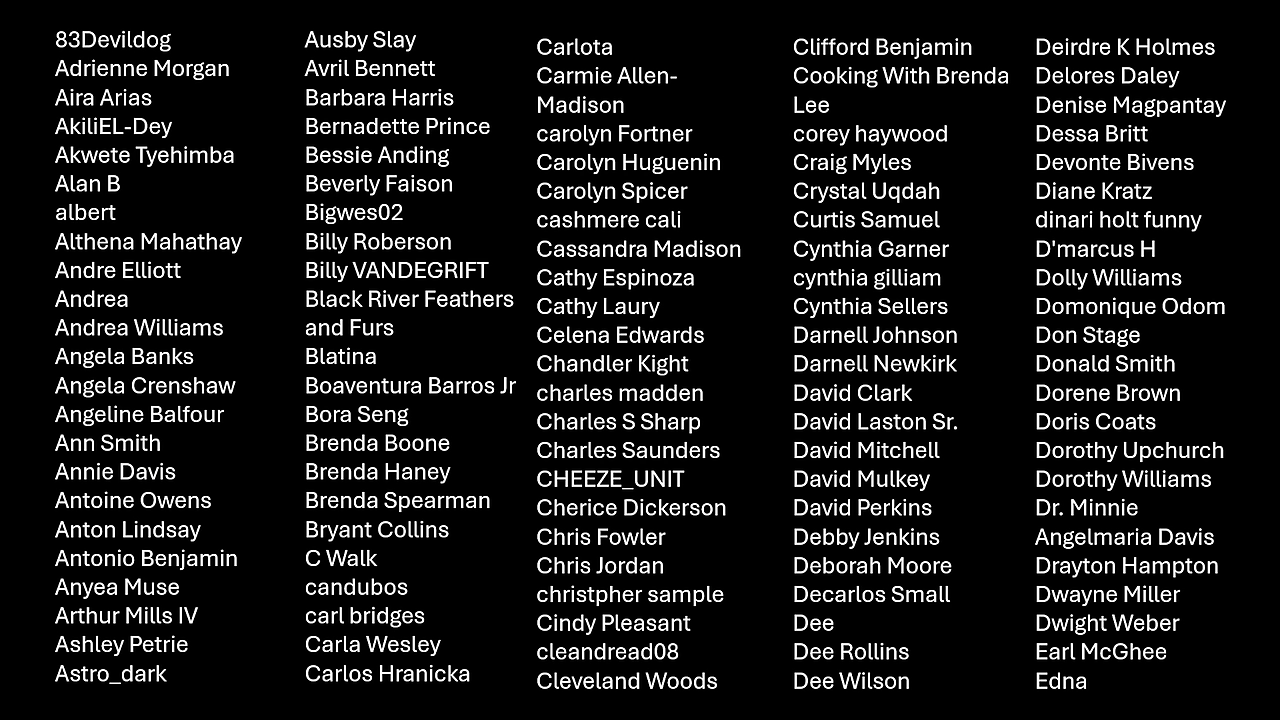 83Devildog
Adrienne Morgan
Aira Arias
AkiliEL-Dey
Akwete Tyehimba
Alan B
albert
Althena Mahathay
Andre Elliott
Andrea
Andrea Williams
Angela Banks
Angela Crenshaw
Angeline Balfour
Ann Smith
Annie Davis
Antoine Owens
Anton Lindsay
Antonio Benjamin
Anyea Muse
Arthur Mills IV
Ashley Petrie
Astro_dark
Ausby Slay
Avril Bennett
Barbara Harris
Bernadette Prince
Bessie Anding
Beverly Faison
Bigwes02
Billy Roberson
Billy VANDEGRIFT
Black River Feathers
and Furs
Blatina
Boaventura Barros Jr
Bora Seng
Brenda Boone
Brenda Haney
Brenda Spearman
Bryant Collins
C Walk
candubos
carl bridges
Carla Wesley
Carlos Hranicka
Carlota
Carmie Allen-
Madison
carolyn Fortner
Carolyn Huguenin
Carolyn Spicer
cashmere cali
Cassandra Madison
Cathy Espinoza
Cathy Laury
Celena Edwards
Chandler Kight
charles madden
Charles S Sharp
Charles Saunders
CHEEZE_UNIT
Cherice Dickerson
Chris Fowler
Chris Jordan
christpher sample
Cindy Pleasant
cleandread08
Cleveland Woods
Clifford Benjamin
Cooking With Brenda
Lee
corey haywood
Craig Myles
Crystal Uqdah
Curtis Samuel
Cynthia Garner
cynthia gilliam
Cynthia Sellers
Darnell Johnson
Darnell Newkirk
David Clark
David Laston Sr.
David Mitchell
David Mulkey
David Perkins
Debby Jenkins
Deborah Moore
Decarlos Small
Dee
Dee Rollins
Dee Wilson
Deirdre K Holmes
Delores Daley
Denise Magpantay
Dessa Britt
Devonte Bivens
Diane Kratz
dinari holt funny
D'marcus H
Dolly Williams
Domonique Odom
Don Stage
Donald Smith
Dorene Brown
Doris Coats
Dorothy Upchurch
Dorothy Williams
Dr. Minnie
Angelmaria Davis
Drayton Hampton
Dwayne Miller
Dwight Weber
Earl McGhee
Edna